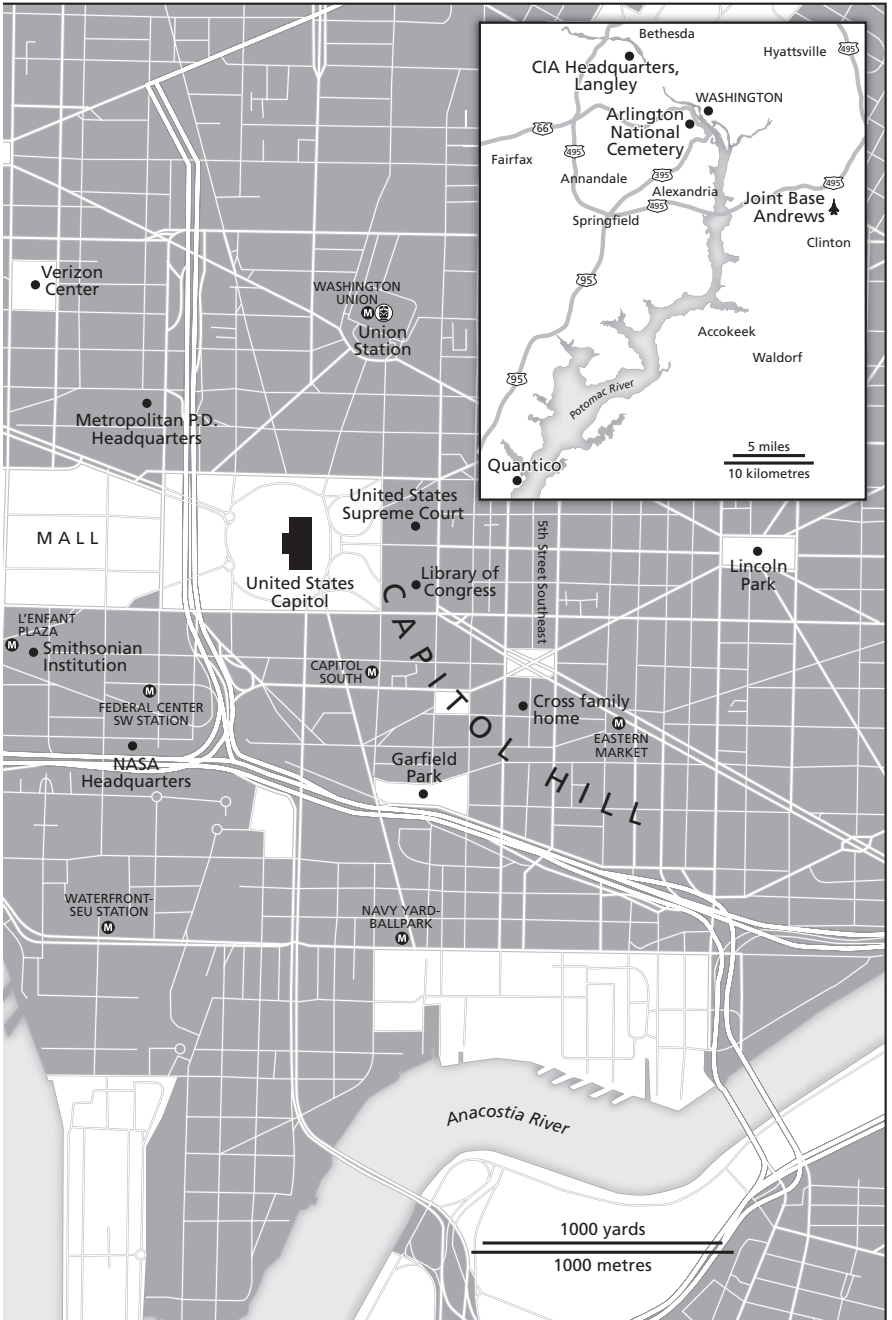 Bethesda
Hyattsville
495
CIA Headquarters,
Langley
WASHINGTON
Arlington
National
Cemetery
66
495
Fairfax
Annandale
395
Alexandria
495
495
Joint Base
Andrews
Springfield
Clinton
95
Accokeek
Waldorf
95
Potomac River
5 miles
10 kilometres
Quantico
Verizon
Center
WASHINGTON
UNION
M
Union
Station
Metropolitan P.D.
Headquarters
MALL
United States
Supreme Court
United States
Capitol
Library of
Congress
5th Street Southeast
Lincoln
Park
CAPITOL HILL
L'ENFANT
PLAZA
M
Smithsonian
Institution
CAPITOL
SOUTH
M
M
FEDERAL CENTER
SW STATION
Cross family
home
M
EASTERN
MARKET
NASA
Headquarters
Garfield
Park
WATERFRONT-
SEU STATION
M
NAVY YARD-
BALLPARK
M
Anacostia River
1000 yards
1000 metres